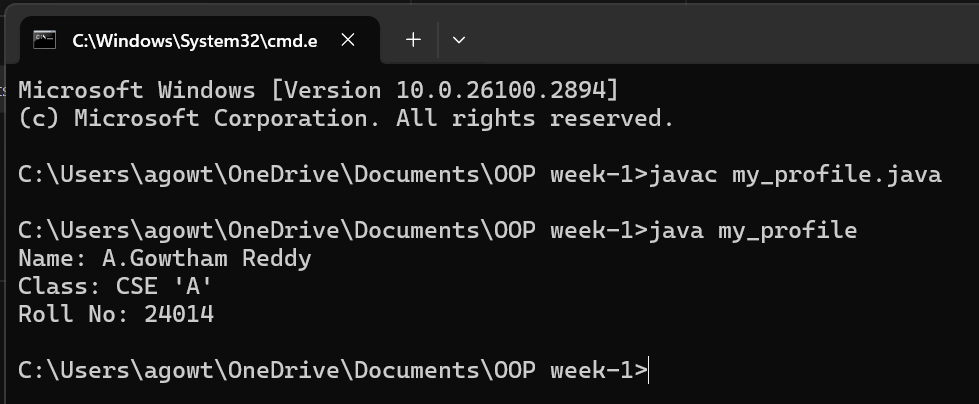 C:\Windows\System32\cmd.e
Microsoft Windows [Version 10.0.26100.2894]
(c) Microsoft Corporation. All rights reserved.
C:\Users\agowt\OneDrive\Documents\OOP week-1>javac my_profile.java
C:\Users\agowt\OneDrive\Documents\OOP week-1>java my_profile
Name: A.Gowtham Reddy
Class: CSE 'A'
Roll No: 24014
C:\Users\agowt\OneDrive\Documents\OOP week-1>